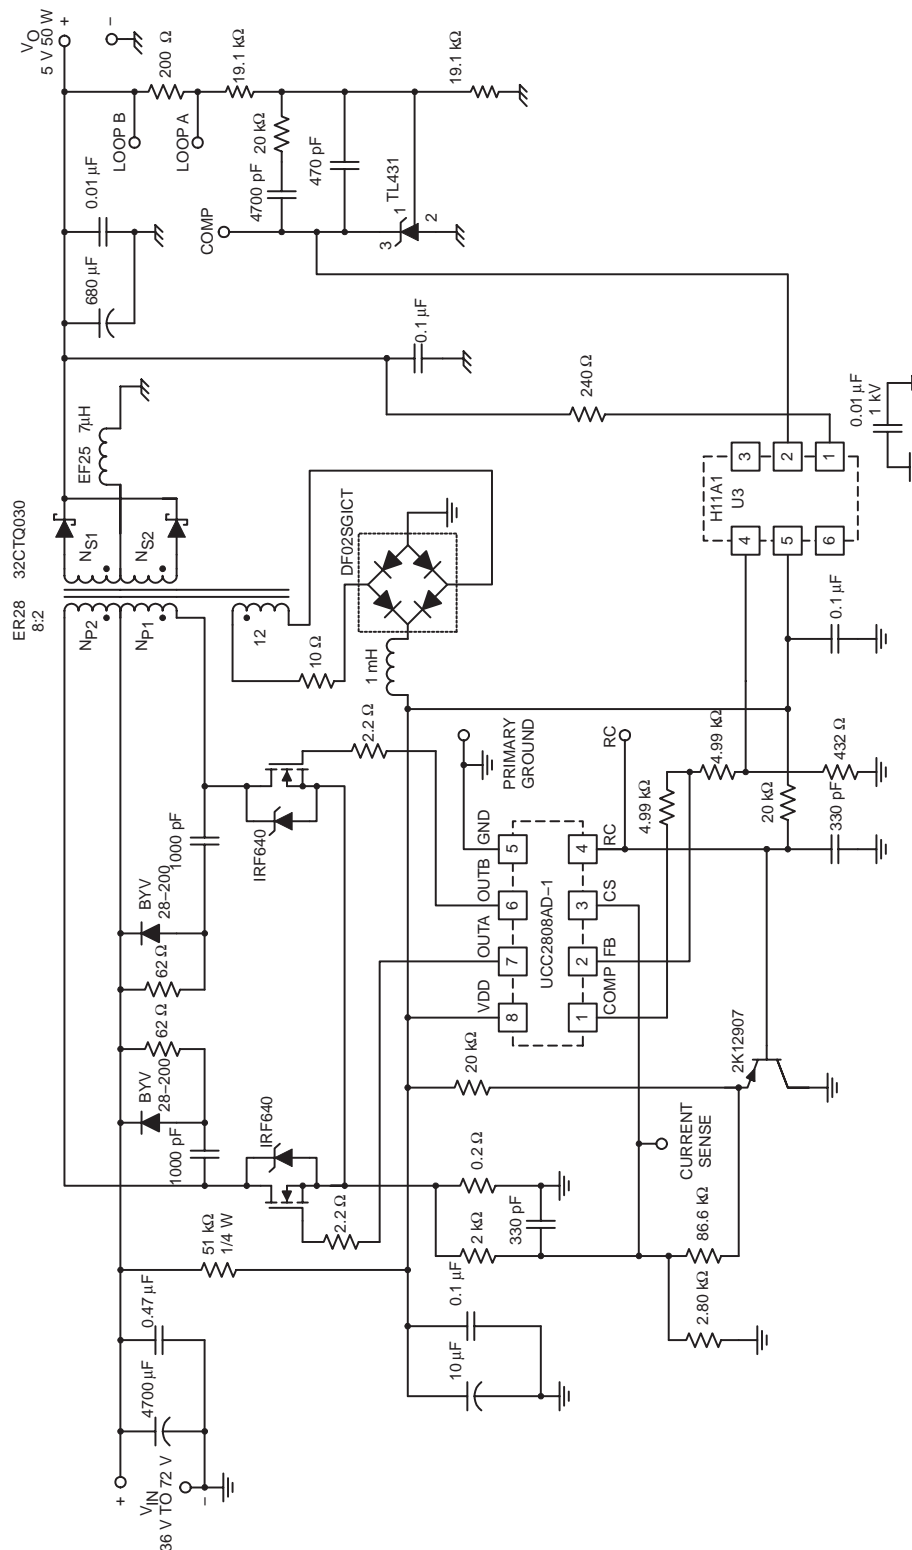 V_O
5 V 50 W
+
−
LOOP B
200 Ω
LOOP A
19.1 kΩ
19.1 kΩ
20 kΩ
4700 pF
470 pF
COMP
TL431
1
2
3
0.01 µF
680 µF
0.1 µF
240 Ω
EF25 7µH
32CTQ030
N_S1
N_S2
ER28
8:2
N_P2
N_P1
12
10 Ω
DF02SGICT
1 mH
H11A1
U3
3
2
1
4
5
6
0.01 µF
1 kV
0.1 µF
2.2 Ω
IRF640
1000 pF
BYV
28−200
62 Ω
62 Ω
BYV
28−200
1000 pF
IRF640
2.2 Ω
PRIMARY
GROUND
RC
4.99 kΩ
4.99 kΩ
432 Ω
20 kΩ
330 pF
GND
OUTB
OUTA
VDD
5
6
7
8
UCC2808AD−1
4
3
2
1
RC
CS
FB
COMP
20 kΩ
2K12907
CURRENT
SENSE
0.2 Ω
330 pF
2 kΩ
86.6 kΩ
2.80 kΩ
51 kΩ
1/4 W
0.1 µF
10 µF
0.47 µF
4700 µF
+
V_IN
36 V TO 72 V
−